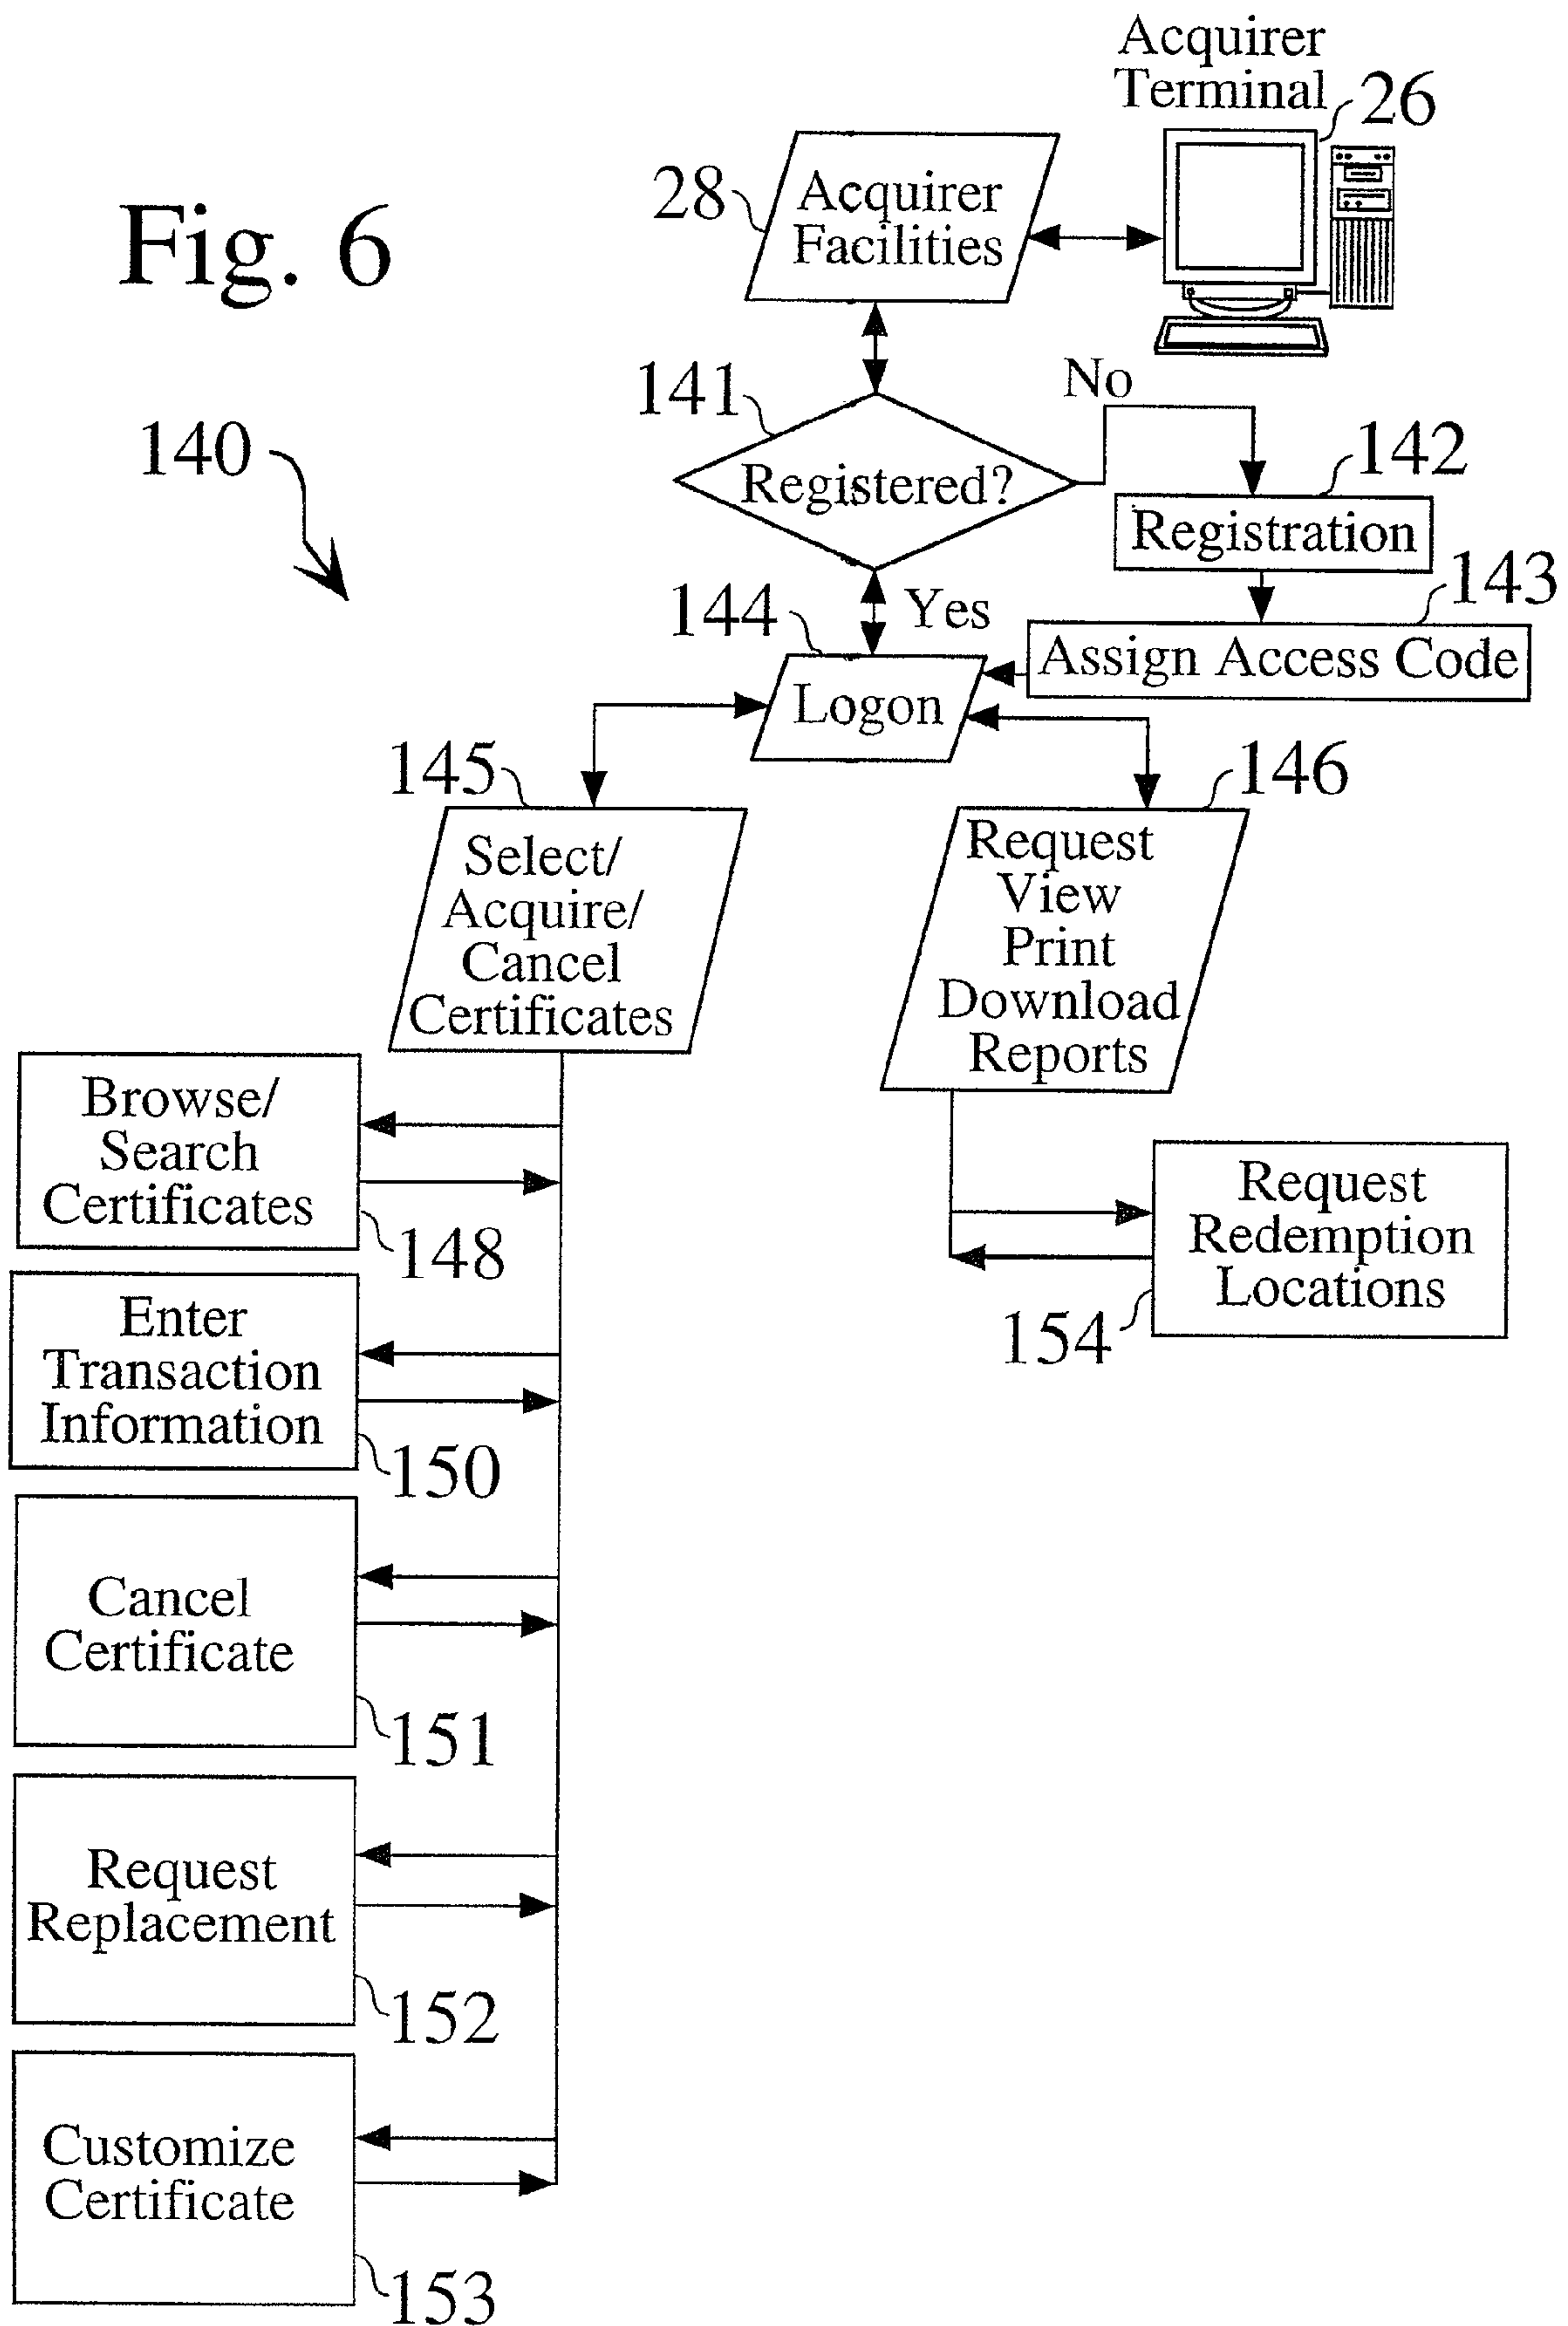 Acquirer
Terminal
26
28
Acquirer
Facilities
Fig. 6
141
No
140
142
Registered?
Registration
143
144
Yes
Assign Access Code
Logon
145
146
Select/
Acquire/
Cancel
Certificates
Request
View
Print
Download
Reports
Browse/
Search
Certificates
148
Request
Redemption
Locations
154
Enter
Transaction
Information
150
Cancel
Certificate
151
Request
Replacement
152
Customize
Certificate
153